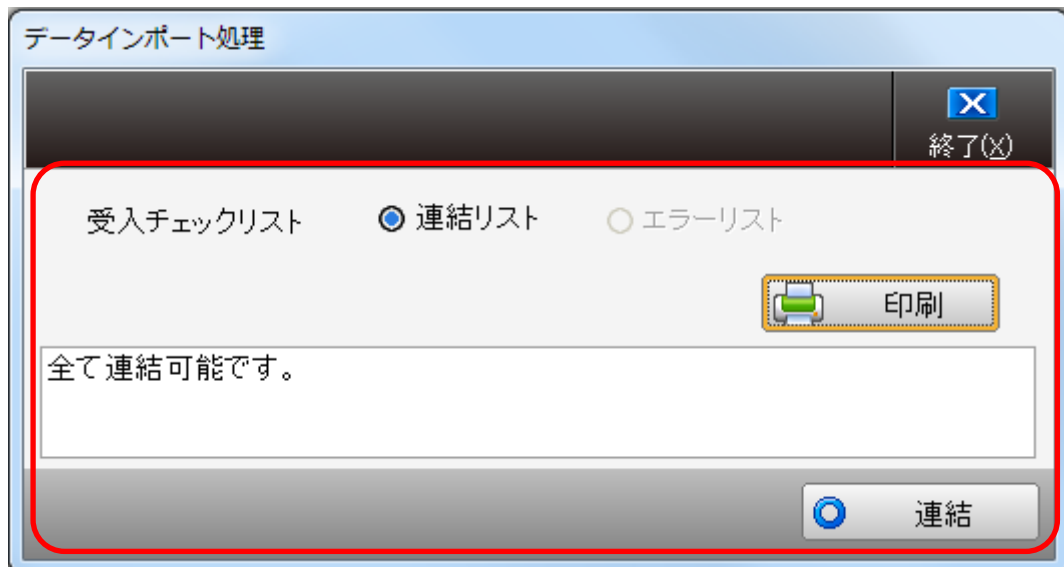 データインポート処理
終了(X)
受入チェックリスト 連結リスト エラーリスト
印刷
全て連結可能です。
連結